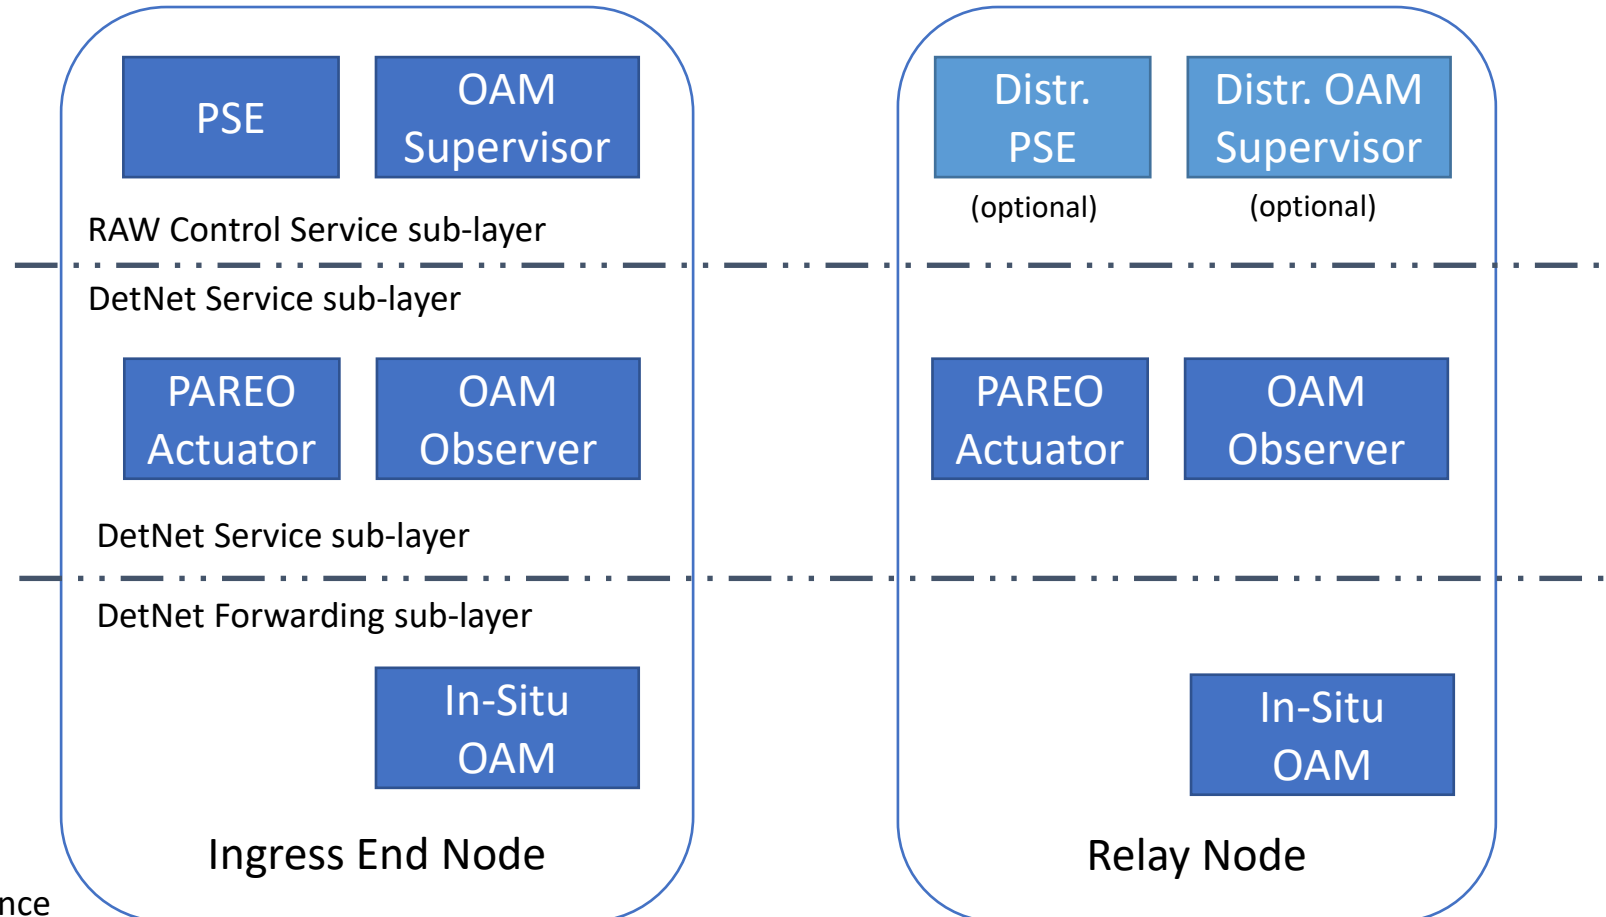 PSE
OAM
Supervisor
Distr.
PSE
Distr. OAM
Supervisor
(optional)
(optional)
RAW Control Service sub-layer
DetNet Service sub-layer
PAREO
Actuator
OAM
Observer
PAREO
Actuator
OAM
Observer
DetNet Service sub-layer
DetNet Forwarding sub-layer
In-Situ
OAM
In-Situ
OAM
Ingress End Node
Relay Node